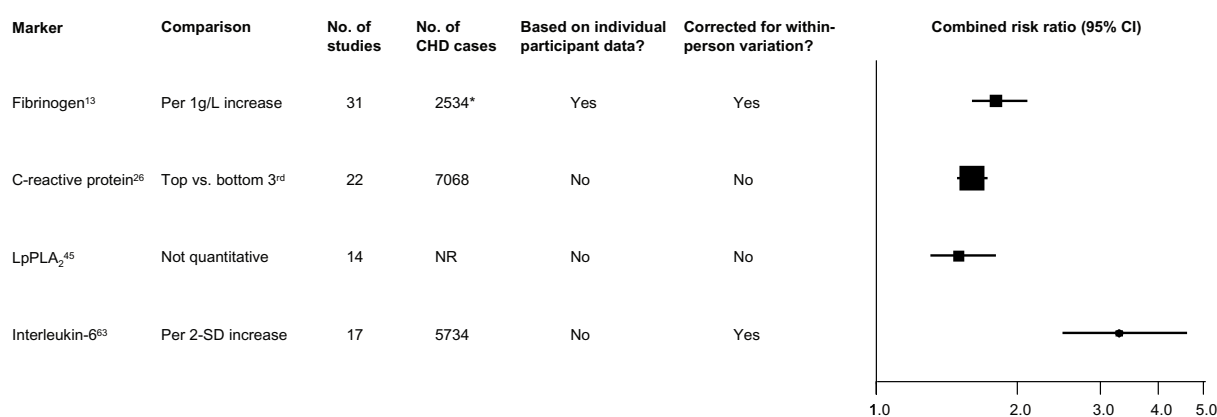 Marker Comparison No. of studies No. of CHD cases Based on individual participant data? Corrected for within-person variation? Combined risk ratio (95% CI)
Fibrinogen¹³ Per 1g/L increase 31 2534* Yes Yes
C-reactive protein²⁶ Top vs. bottom 3ʳᵈ 22 7068 No No
LpPLA₂⁴⁵ Not quantitative 14 NR No No
Interleukin-6⁶³ Per 2-SD increase 17 5734 No Yes
1.0 2.0 3.0 4.0 5.0